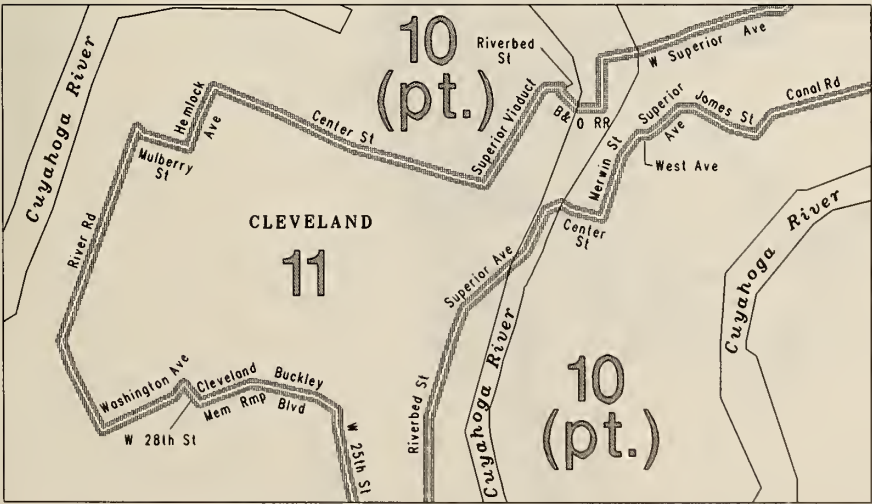 10
(pt.)
Riverbed
St
W Superior Ave
Cuyahoga River
Hemlock
Ave
Mulberry
St
Center St
Superior Viaduct
B& O RR
Superior
Ave
James St
Canal Rd
West Ave
Merwin St
Center
St
River Rd
CLEVELAND
11
Superior Ave
Cuyahoga River
Cuyahoga River
Washington Ave
W 28th St
Cleveland
Mem Rmp
Buckley
Blvd
W 25th St
Riverbed St
10
(pt.)